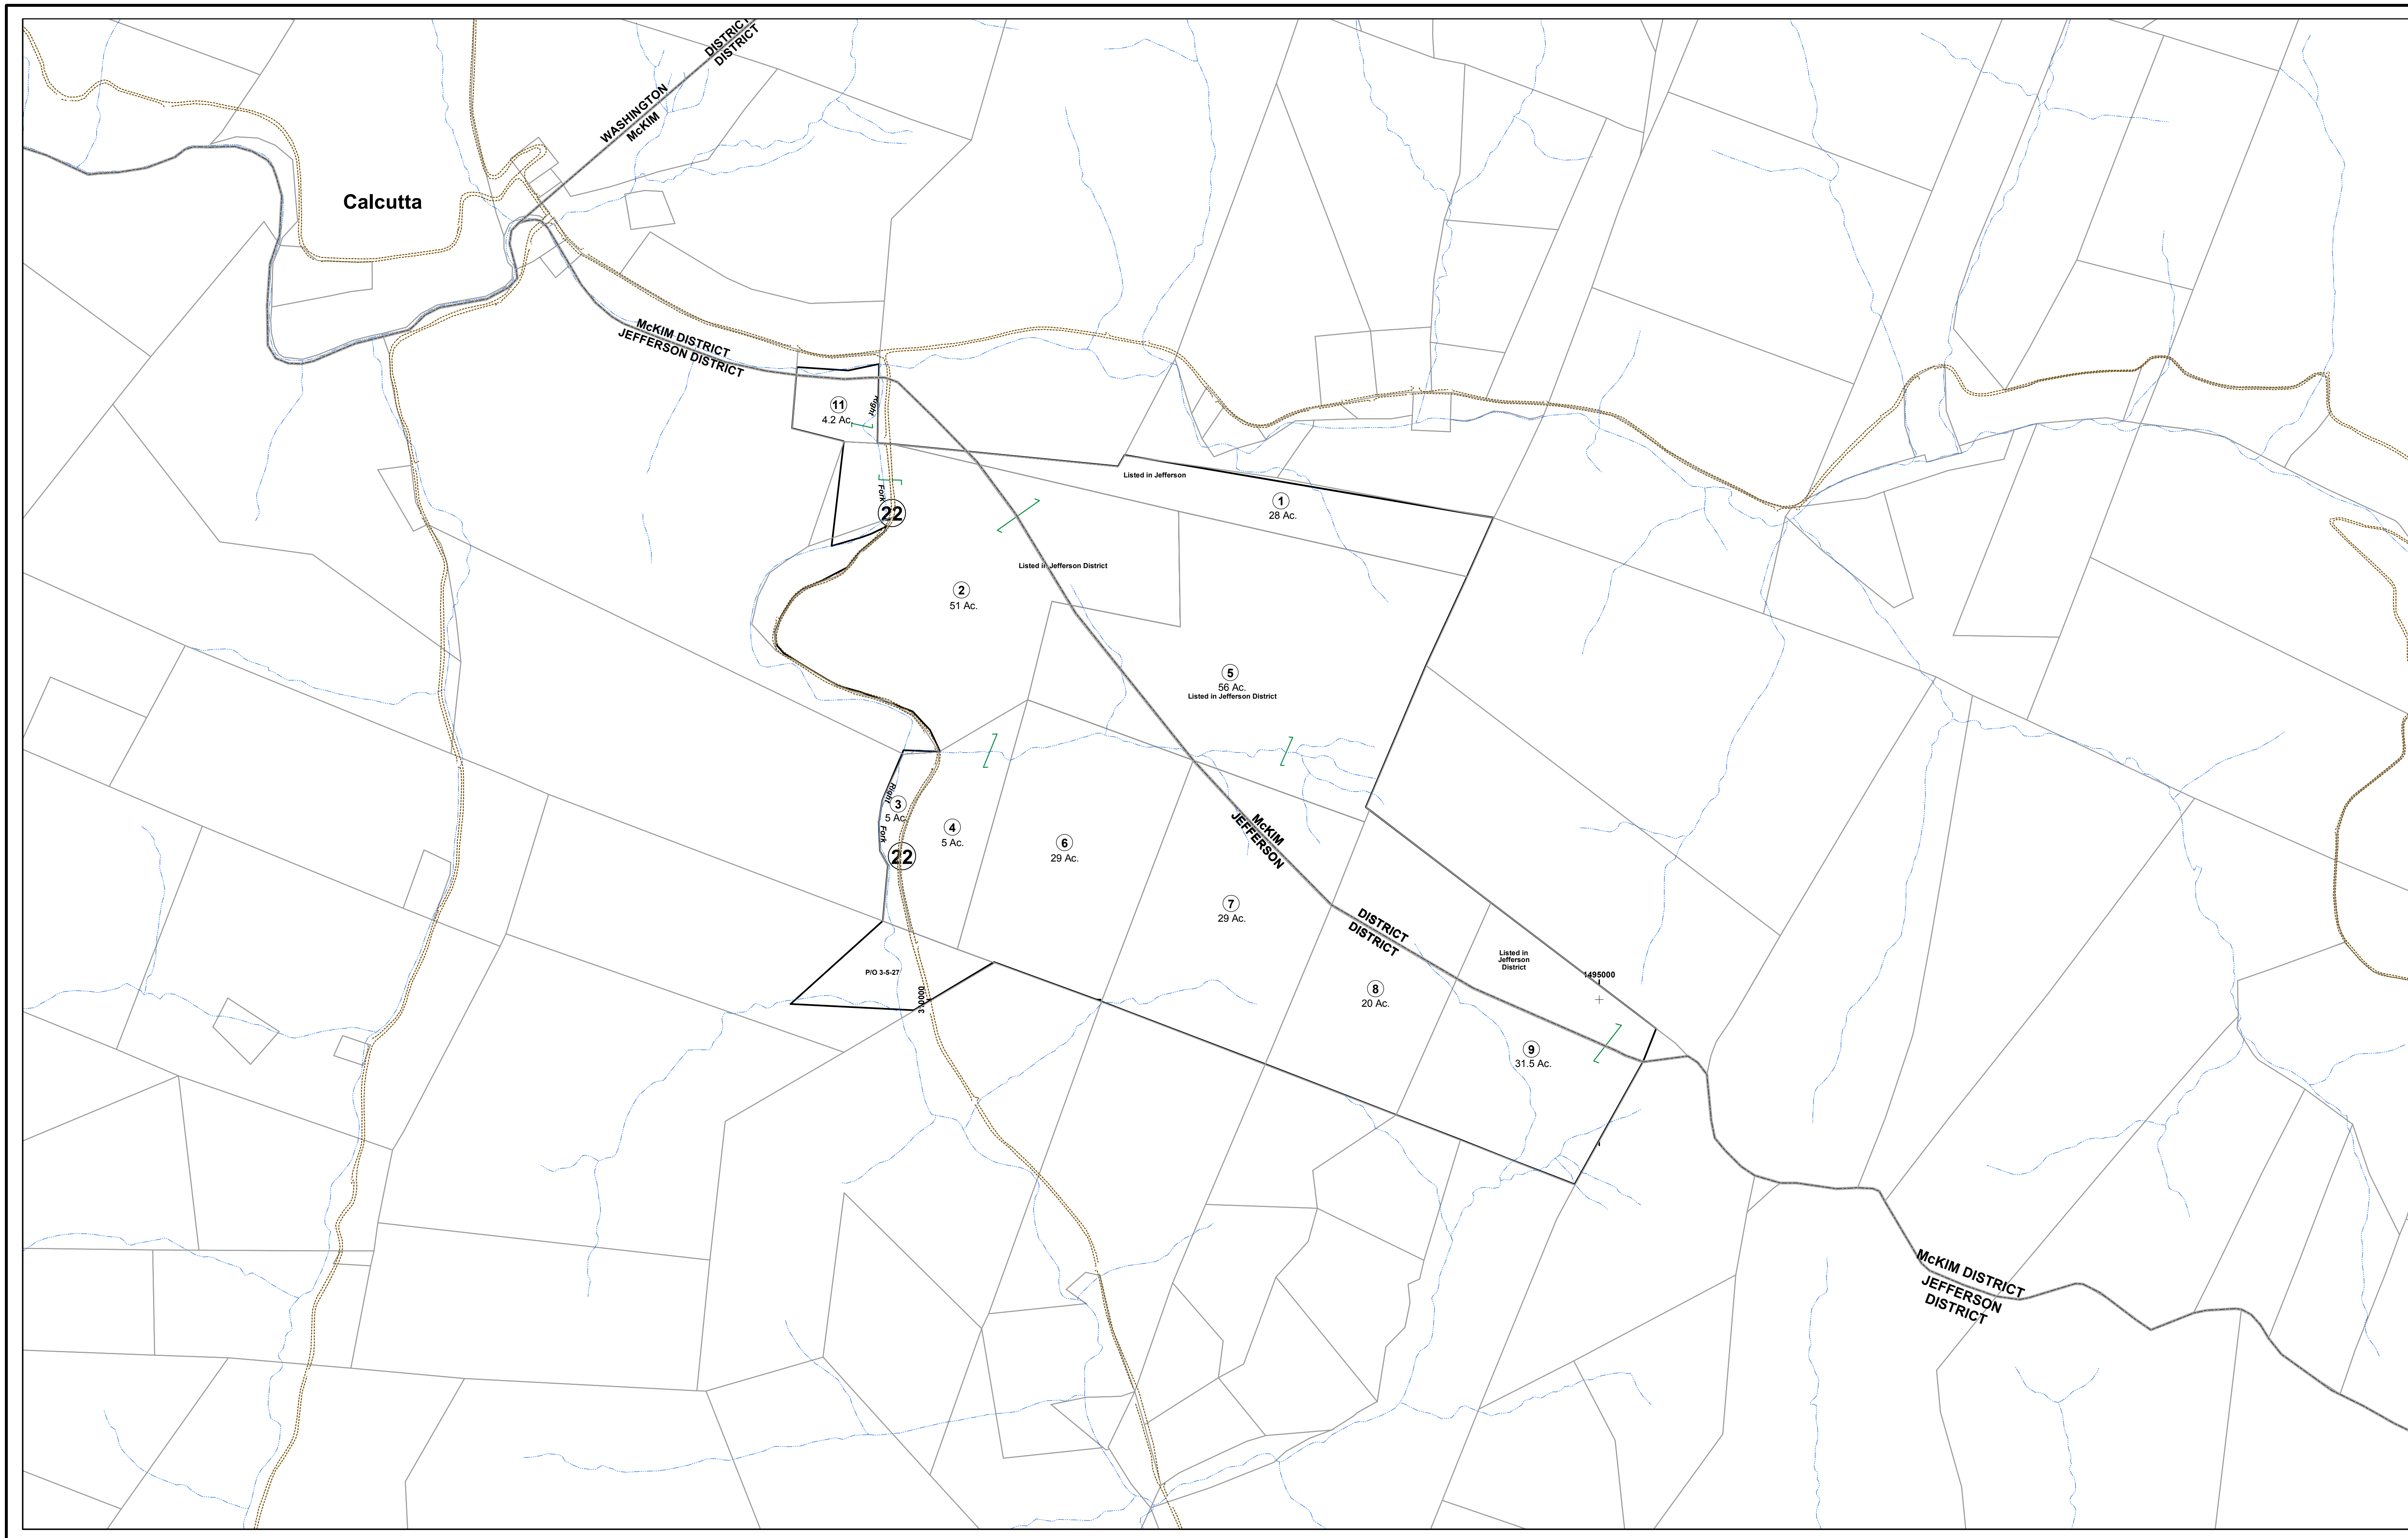 DISTRICT
DISTRICT
WASHINGTON
McKIM
Calcutta
McKIM DISTRICT
JEFFERSON DISTRICT
11
4.2 Ac.
Right
Listed in Jefferson
1
28 Ac.
Fork
22
Listed in Jefferson District
2
51 Ac.
5
56 Ac.
Listed in Jefferson District
Right
3
5 Ac.
Fork
4
5 Ac.
22
6
29 Ac.
McKIM
JEFFERSON
7
29 Ac.
DISTRICT
DISTRICT
Listed in
Jefferson
District
P/O 3-5-27
1495000
8
20 Ac.
9
31.5 Ac.
McKIM DISTRICT
JEFFERSON
DISTRICT